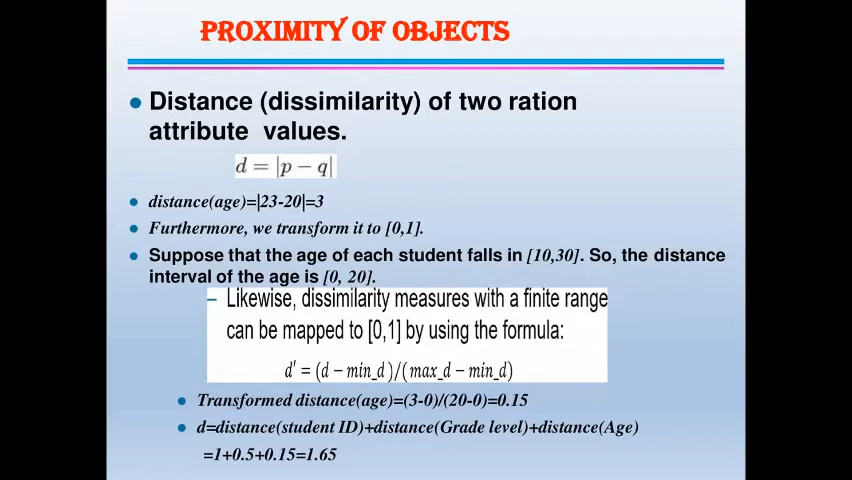 PROXIMITY OF OBJECTS
Distance (dissimilarity) of two ration
attribute values.
d = |p − q|
distance(age)=|23-20|=3
Furthermore, we transform it to [0,1].
Suppose that the age of each student falls in [10,30]. So, the distance
interval of the age is [0, 20].
– Likewise, dissimilarity measures with a finite range
can be mapped to [0,1] by using the formula:
d′ = (d − min_d )/(max_d − min_d)
Transformed distance(age)=(3-0)/(20-0)=0.15
d=distance(student ID)+distance(Grade level)+distance(Age)
=1+0.5+0.15=1.65